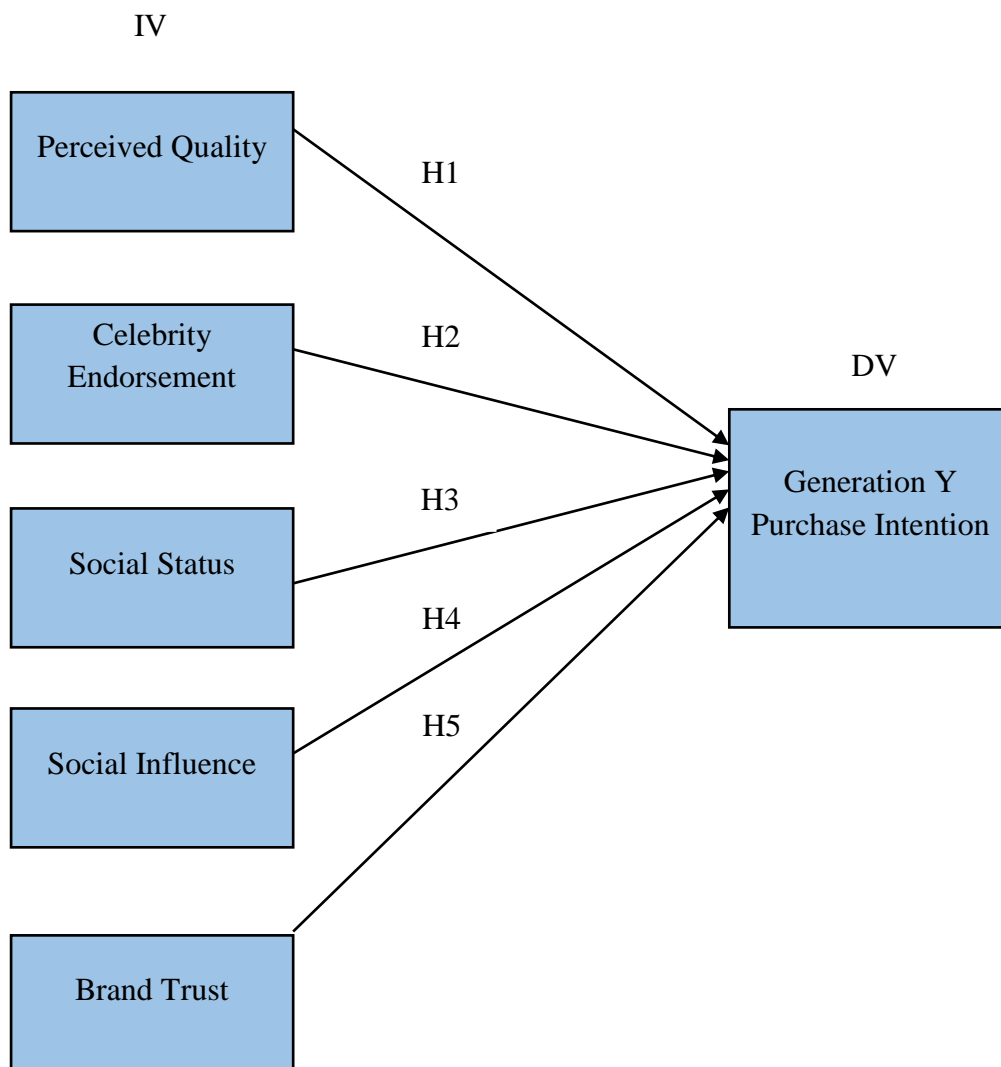 IV
Perceived Quality
H1
Celebrity
Endorsement
H2
DV
Generation Y
Purchase Intention
H3
Social Status
H4
Social Influence
H5
Brand Trust